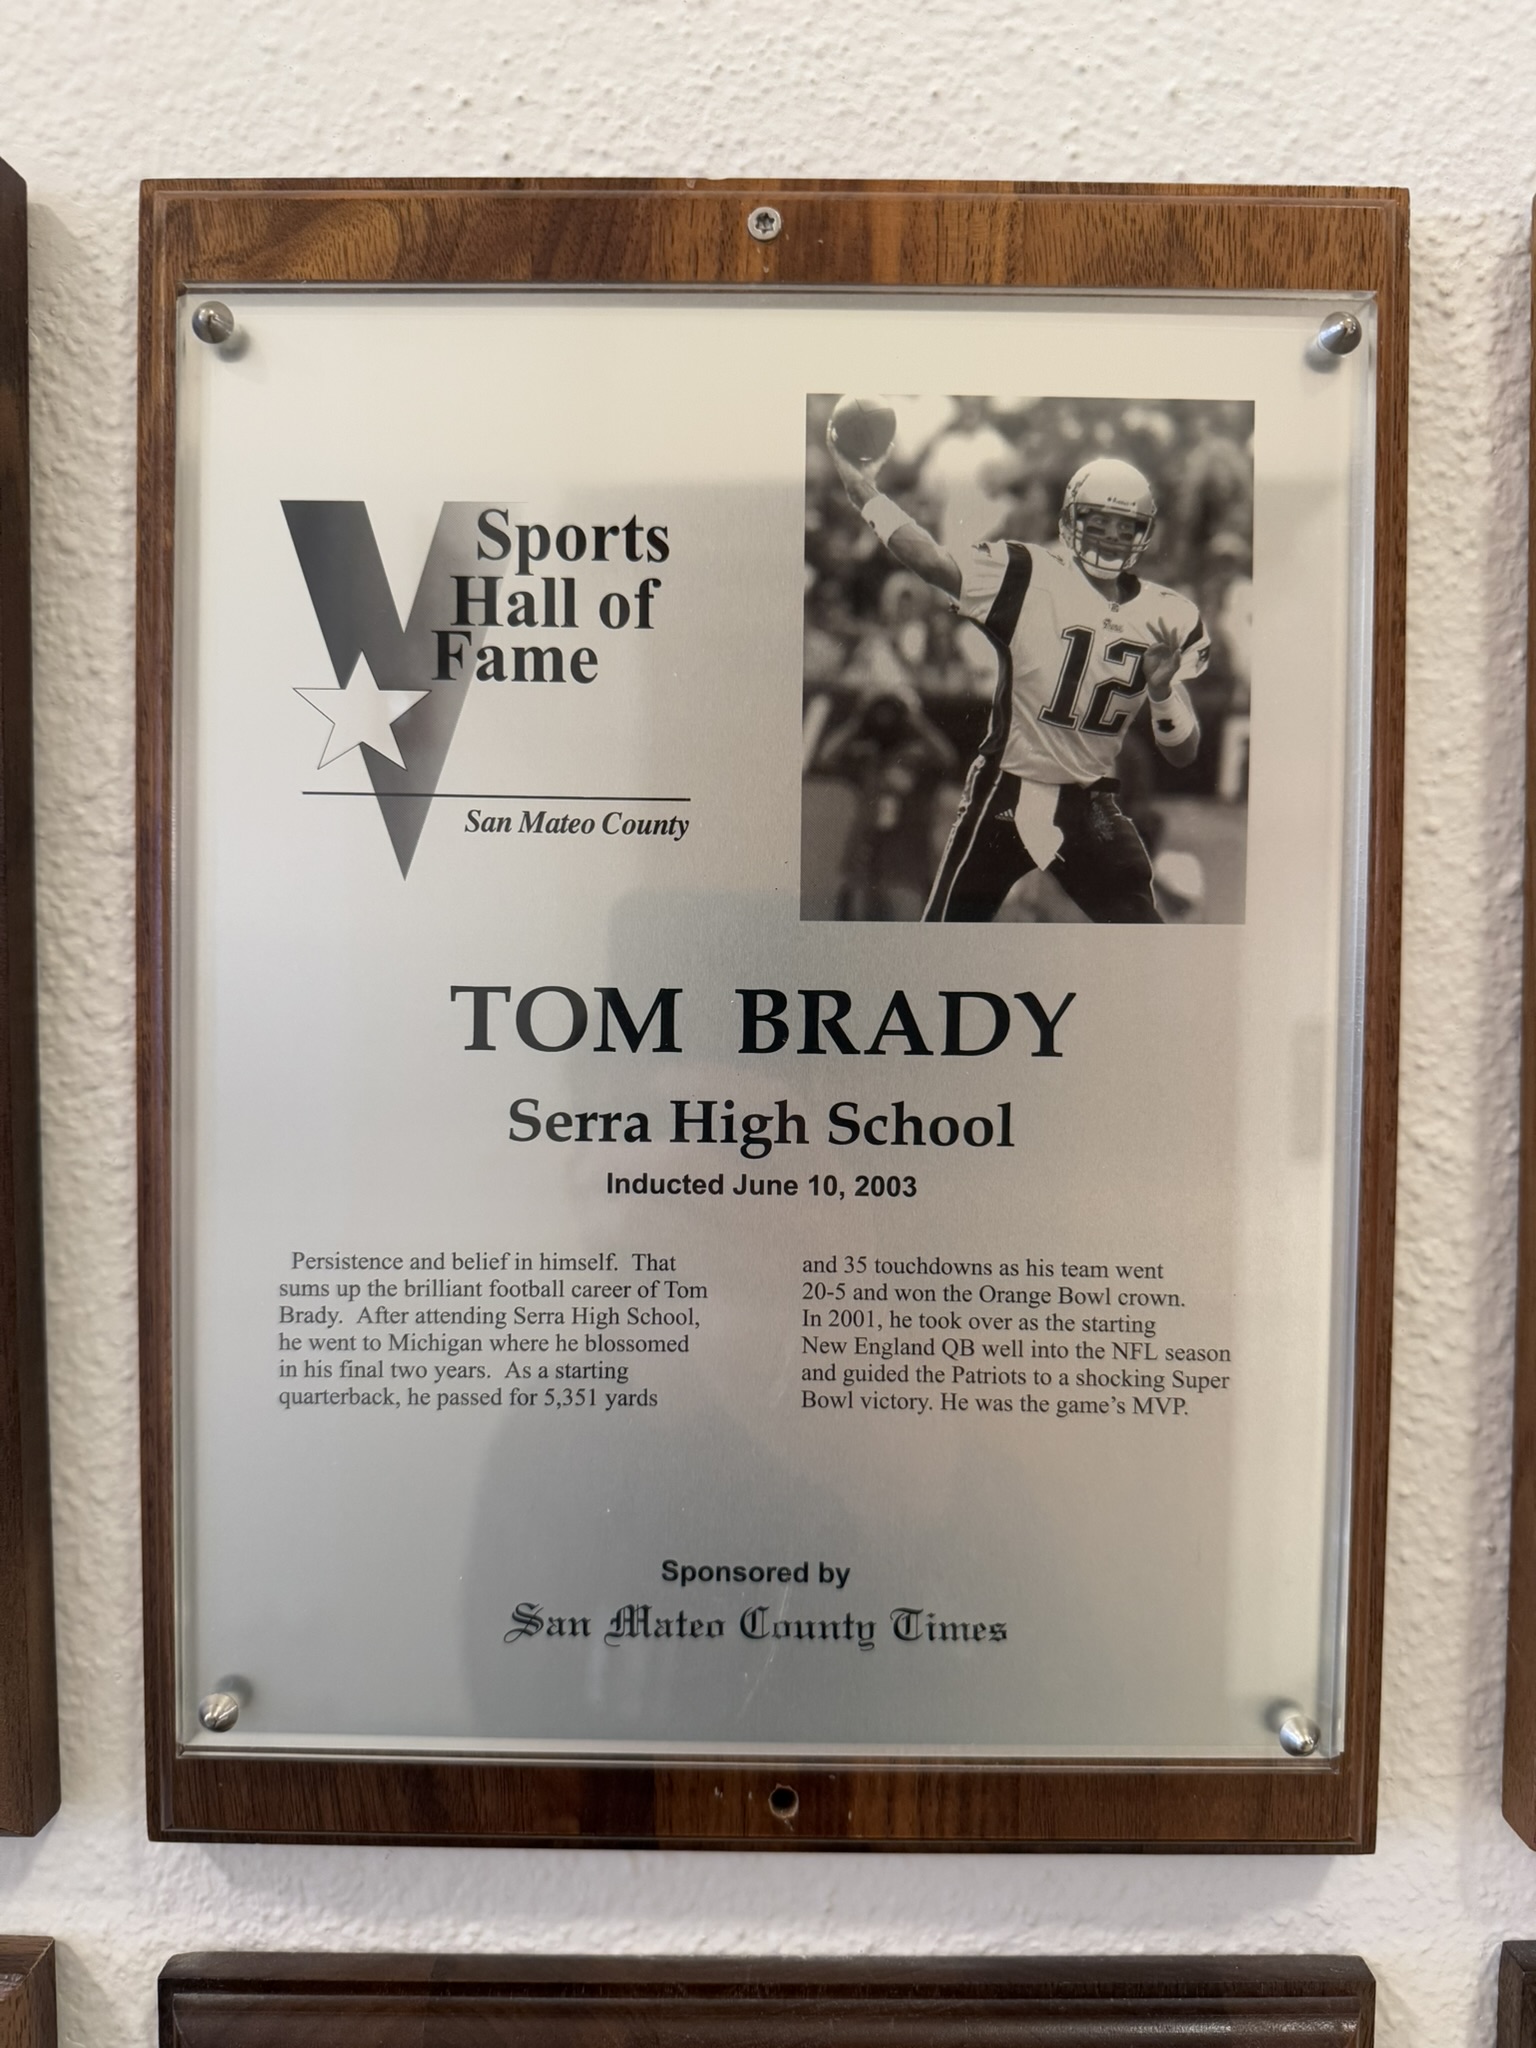 Sports
Hall of
Fame
San Mateo County
12
TOM BRADY
Serra High School
Inducted June 10, 2003
Persistence and belief in himself. That
sums up the brilliant football career of Tom
Brady. After attending Serra High School,
he went to Michigan where he blossomed
in his final two years. As a starting
quarterback, he passed for 5,351 yards
and 35 touchdowns as his team went
20-5 and won the Orange Bowl crown.
In 2001, he took over as the starting
New England QB well into the NFL season
and guided the Patriots to a shocking Super
Bowl victory. He was the game's MVP.
Sponsored by
San Mateo County Times